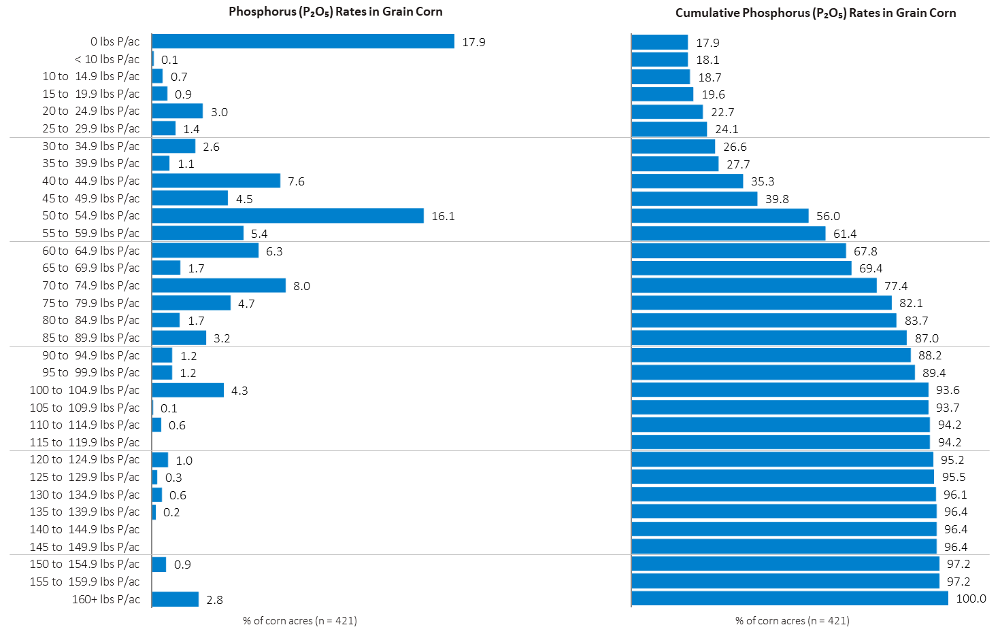 Phosphorus (P₂O₅) Rates in Grain Corn
Cumulative Phosphorus (P₂O₅) Rates in Grain Corn
0 lbs P/ac 17.9 17.9
< 10 lbs P/ac 0.1 18.1
10 to 14.9 lbs P/ac 0.7 18.7
15 to 19.9 lbs P/ac 0.9 19.6
20 to 24.9 lbs P/ac 3.0 22.7
25 to 29.9 lbs P/ac 1.4 24.1
30 to 34.9 lbs P/ac 2.6 26.6
35 to 39.9 lbs P/ac 1.1 27.7
40 to 44.9 lbs P/ac 7.6 35.3
45 to 49.9 lbs P/ac 4.5 39.8
50 to 54.9 lbs P/ac 16.1 56.0
55 to 59.9 lbs P/ac 5.4 61.4
60 to 64.9 lbs P/ac 6.3 67.8
65 to 69.9 lbs P/ac 1.7 69.4
70 to 74.9 lbs P/ac 8.0 77.4
75 to 79.9 lbs P/ac 4.7 82.1
80 to 84.9 lbs P/ac 1.7 83.7
85 to 89.9 lbs P/ac 3.2 87.0
90 to 94.9 lbs P/ac 1.2 88.2
95 to 99.9 lbs P/ac 1.2 89.4
100 to 104.9 lbs P/ac 4.3 93.6
105 to 109.9 lbs P/ac 0.1 93.7
110 to 114.9 lbs P/ac 0.6 94.2
115 to 119.9 lbs P/ac 94.2
120 to 124.9 lbs P/ac 1.0 95.2
125 to 129.9 lbs P/ac 0.3 95.5
130 to 134.9 lbs P/ac 0.6 96.1
135 to 139.9 lbs P/ac 0.2 96.4
140 to 144.9 lbs P/ac 96.4
145 to 149.9 lbs P/ac 96.4
150 to 154.9 lbs P/ac 0.9 97.2
155 to 159.9 lbs P/ac 97.2
160+ lbs P/ac 2.8 100.0
% of corn acres (n = 421)
% of corn acres (n = 421)